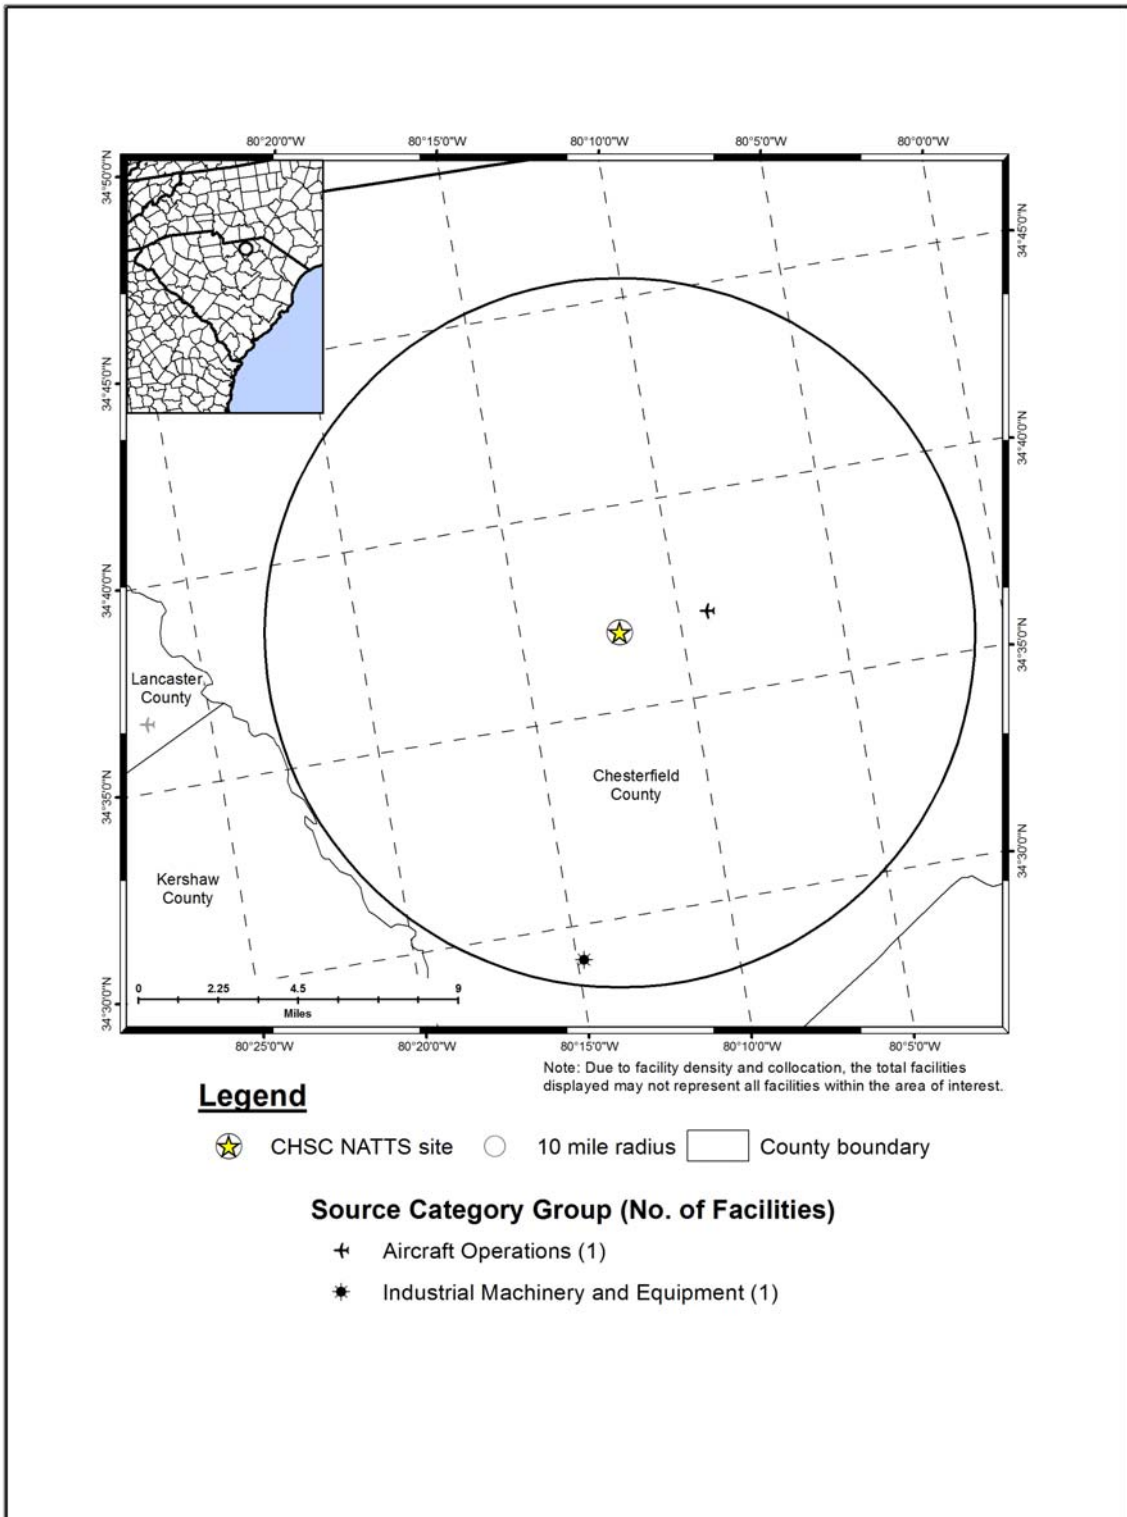 80°20'0"W 80°15'0"W 80°10'0"W 80°5'0"W 80°0'0"W
34°50'0"N
34°45'0"N
34°40'0"N
34°35'0"N
34°30'0"N
34°45'0"N
34°40'0"N
34°35'0"N
34°30'0"N
Lancaster
County
Chesterfield
County
Kershaw
County
0 2.25 4.5 9
Miles
80°25'0"W 80°20'0"W 80°15'0"W 80°10'0"W 80°5'0"W
Note: Due to facility density and collocation, the total facilities
displayed may not represent all facilities within the area of interest.
Legend
CHSC NATTS site 10 mile radius County boundary
Source Category Group (No. of Facilities)
Aircraft Operations (1)
Industrial Machinery and Equipment (1)